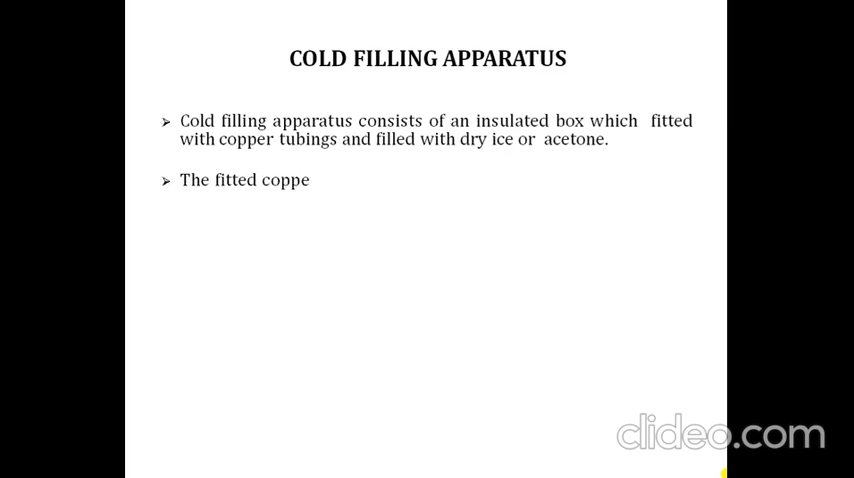 COLD FILLING APPARATUS
➢ Cold filling apparatus consists of an insulated box which fitted
with copper tubings and filled with dry ice or acetone.
➢ The fitted coppe
clideo.com